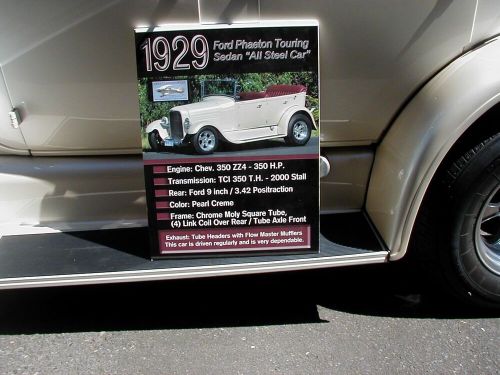 1929 Ford Phaeton Touring
Sedan "All Steel Car"
Engine: Chev. 350 ZZ4 - 350 H.P.
Transmission: TCI 350 T.H. - 2000 Stall
Rear: Ford 9 inch / 3.42 Positraction
Color: Pearl Creme
Frame: Chrome Moly Square Tube,
(4) Link Coil Over Rear / Tube Axle Front
Exhaust: Tube Headers with Flow Master Mufflers
This car is driven regularly and is very dependable.